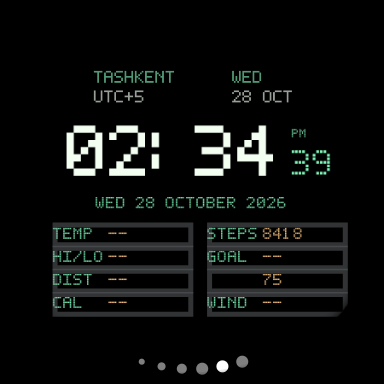 TASHKENT WED
UTC+5 28 OCT
02: 34 PM 39
WED 28 OCTOBER 2026
TEMP -- STEPS 8418
HI/LO -- GOAL --
DIST -- 75
CAL -- WIND --